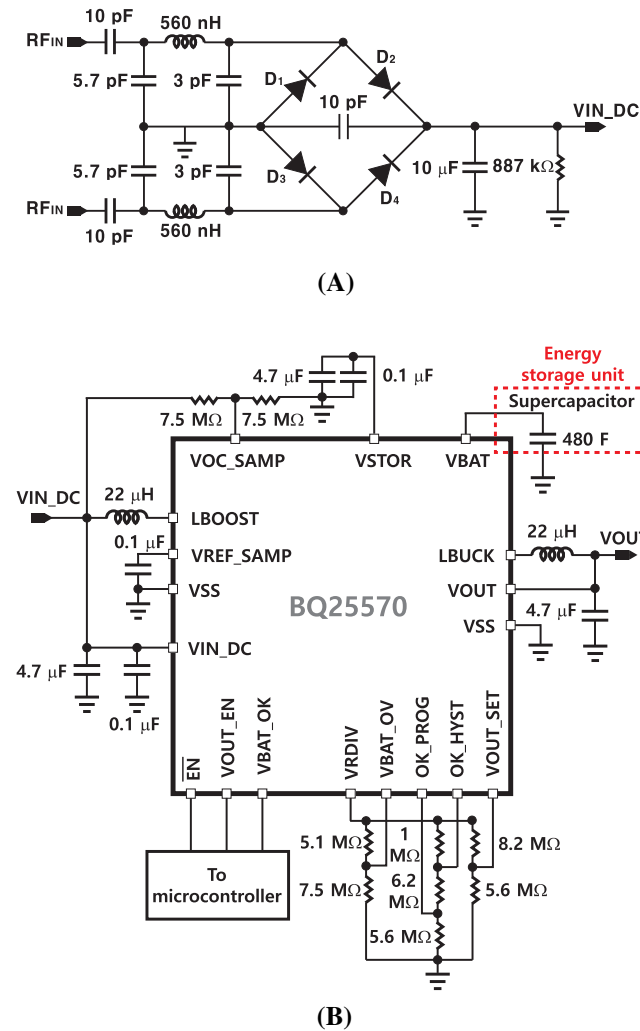 10 pF
560 nH
RFIN
5.7 pF
3 pF
D1
D2
10 pF
VIN_DC
5.7 pF
3 pF
D3
D4
10 μF
887 kΩ
RFIN
10 pF
560 nH
(A)
Energy
storage unit
Supercapacitor
480 F
4.7 μF
0.1 μF
7.5 MΩ
7.5 MΩ
VOC_SAMP
VSTOR
VBAT
VIN_DC
22 μH
LBOOST
0.1 μF
VREF_SAMP
VSS
BQ25570
22 μH
VOUT
LBUCK
VOUT
VSS
4.7 μF
VIN_DC
4.7 μF
0.1 μF
EN
VOUT_EN
VBAT_OK
VRDIV
VBAT_OV
OK_PROG
OK_HYST
VOUT_SET
To
microcontroller
5.1 MΩ
7.5 MΩ
1
MΩ
6.2
MΩ
5.6 MΩ
8.2 MΩ
5.6 MΩ
(B)